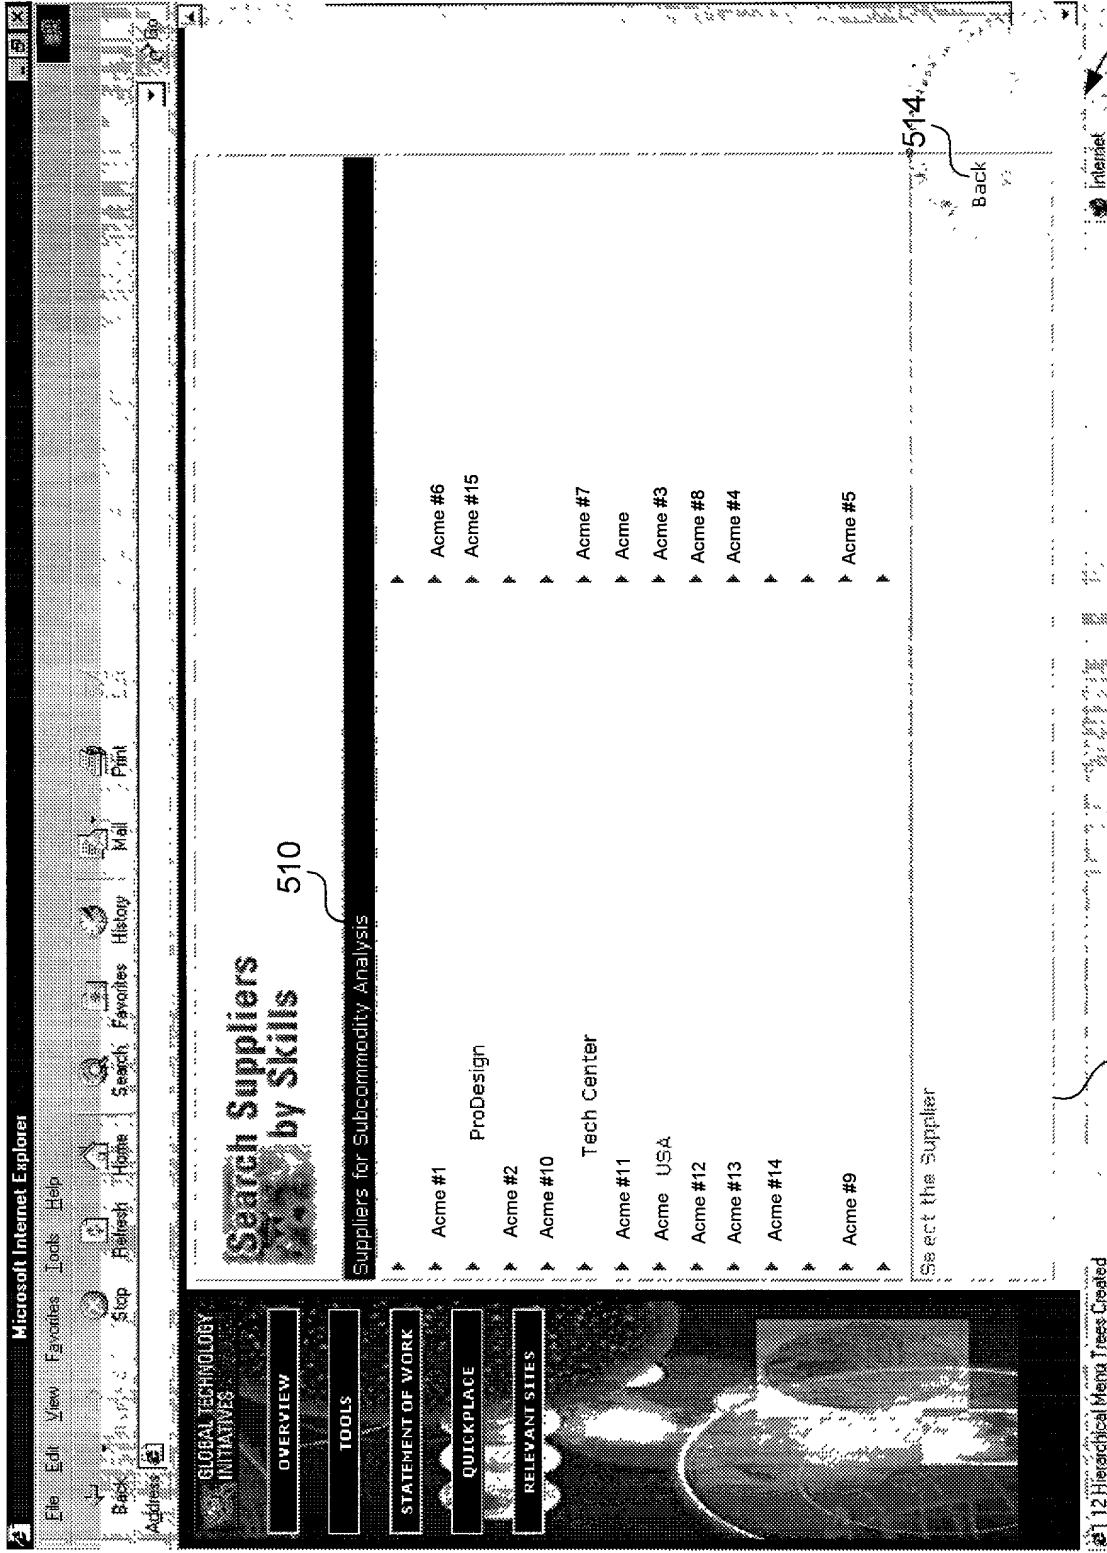 Microsoft Internet Explorer
File Edit View Favorites Tools Help
Back Stop Refresh Home Search Favorites History Mail Print
Address Go
GLOBAL TECHNOLOGY
INITIATIVES
OVERVIEW
TOOLS
STATEMENT OF WORK
QUICKPLACE
RELEVANT SITES
Search Suppliers
by Skills
510
Suppliers for Subcommodity Analysis
Acme #1 Acme #6
ProDesign Acme #15
Acme #2
Acme #10
Tech Center Acme #7
Acme #11 Acme
Acme USA Acme #3
Acme #12 Acme #8
Acme #13 Acme #4
Acme #14
Acme #9 Acme #5
Select the Supplier
514
Back
12 Hierarchical Menu Trees Created Internet